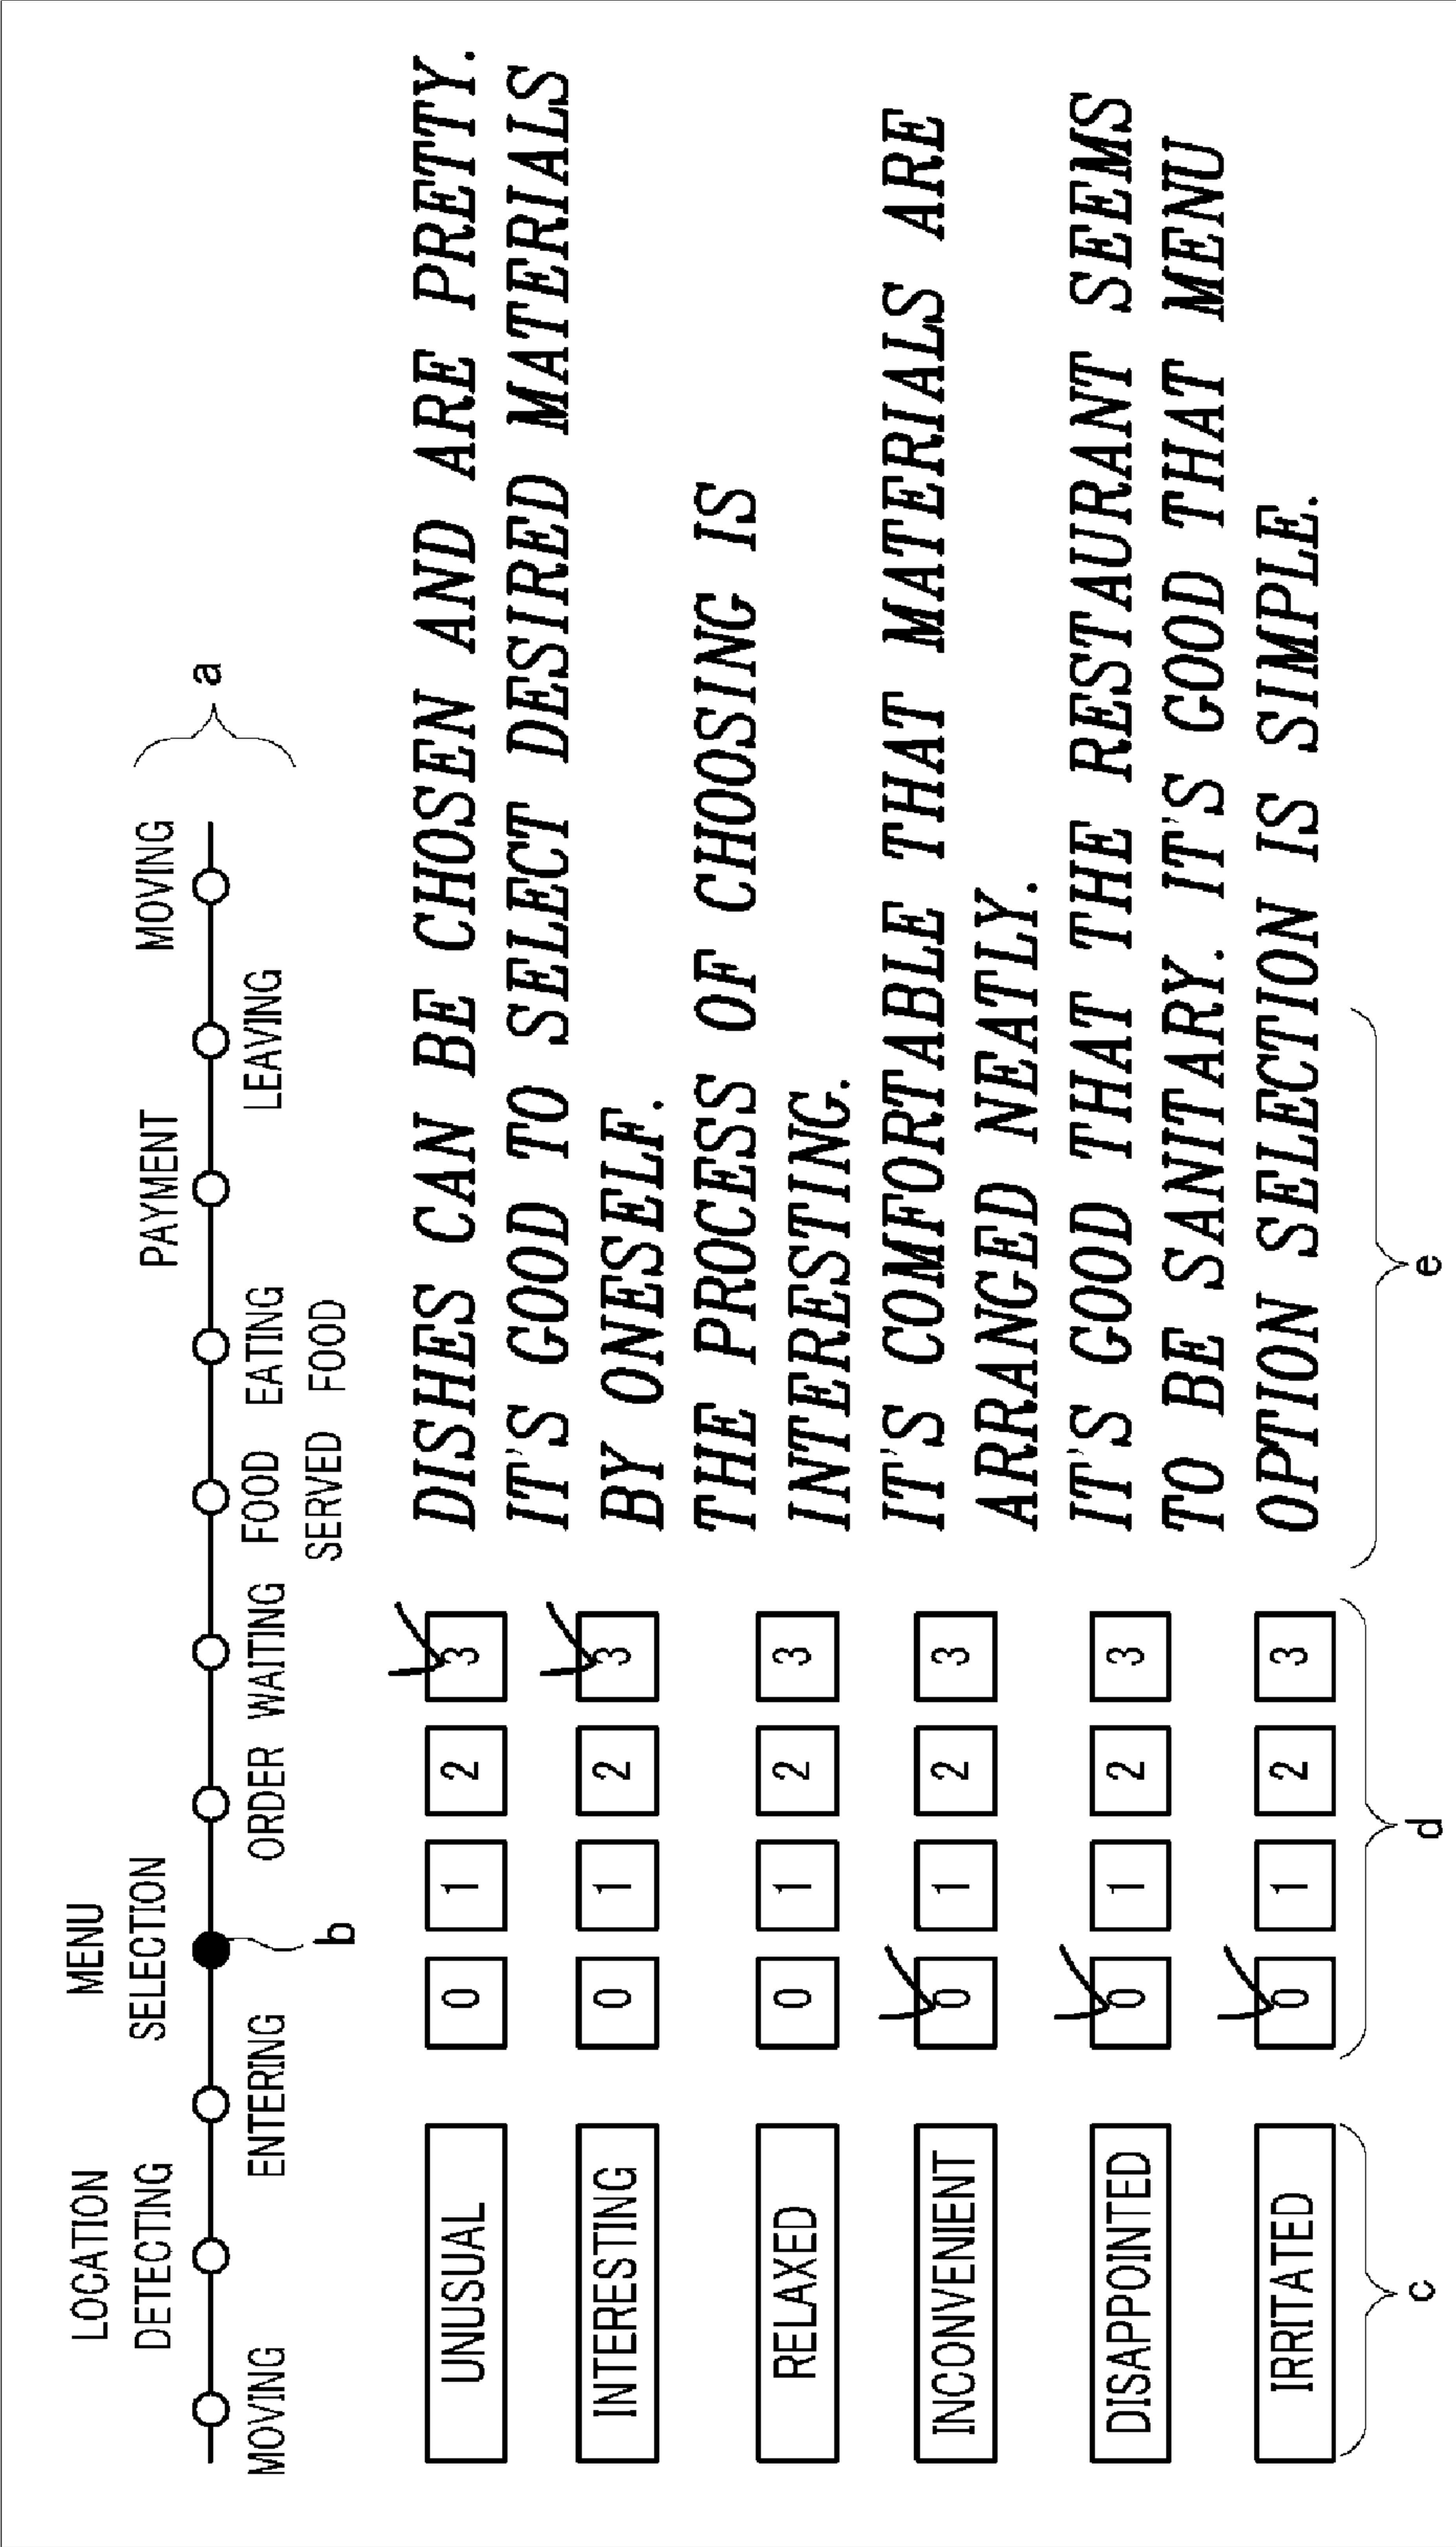 MENU
LOCATION
SELECTION
PAYMENT
MOVING
DETECTING
a
MOVING
ENTERING
ORDER WAITING
FOOD EATING
LEAVING
SERVED FOOD
b
UNUSUAL 0 1 2 3
INTERESTING 0 1 2 3
RELAXED 0 1 2 3
INCONVENIENT 0 1 2 3
DISAPPOINTED 0 1 2 3
IRRITATED 0 1 2 3
DISHES CAN BE CHOSEN AND ARE PRETTY.
IT'S GOOD TO SELECT DESIRED MATERIALS
BY ONESELF.
THE PROCESS OF CHOOSING IS
INTERESTING.
IT'S COMFORTABLE THAT MATERIALS ARE
ARRANGED NEATLY.
IT'S GOOD THAT THE RESTAURANT SEEMS
TO BE SANITARY. IT'S GOOD THAT MENU
OPTION SELECTION IS SIMPLE.
c
d
e